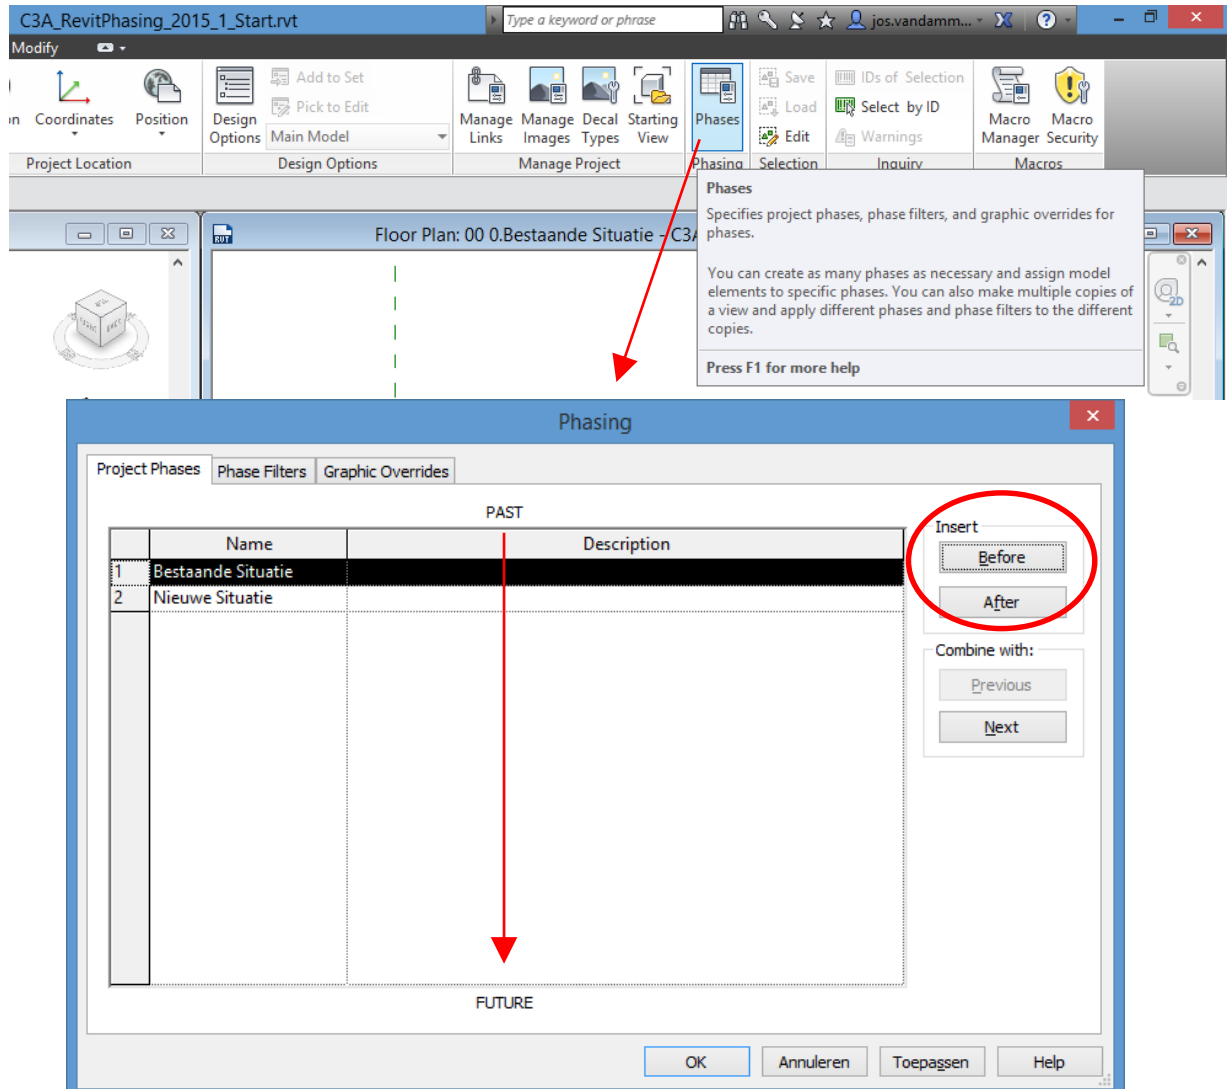 C3A_RevitPhasing_2015_1_Start.rvt
Type a keyword or phrase
jos.vandamm...
Modify
Coordinates
Position
Design
Options
Add to Set
Pick to Edit
Main Model
Manage
Links
Manage
Images
Decal
Types
Starting
View
Phases
Save
Load
Edit
IDs of Selection
Select by ID
Warnings
Macro
Manager
Macro
Security
Project Location
Design Options
Manage Project
Phasing
Selection
Inquiry
Macros
Floor Plan: 00 0.Bestaande Situatie - C3A
Phases
Specifies project phases, phase filters, and graphic overrides for
phases.
You can create as many phases as necessary and assign model
elements to specific phases. You can also make multiple copies of
a view and apply different phases and phase filters to the different
copies.
Press F1 for more help
2D
Phasing
Project Phases
Phase Filters
Graphic Overrides
PAST
Name
Description
1 Bestaande Situatie
2 Nieuwe Situatie
FUTURE
Insert
Before
After
Combine with:
Previous
Next
OK
Annuleren
Toepassen
Help